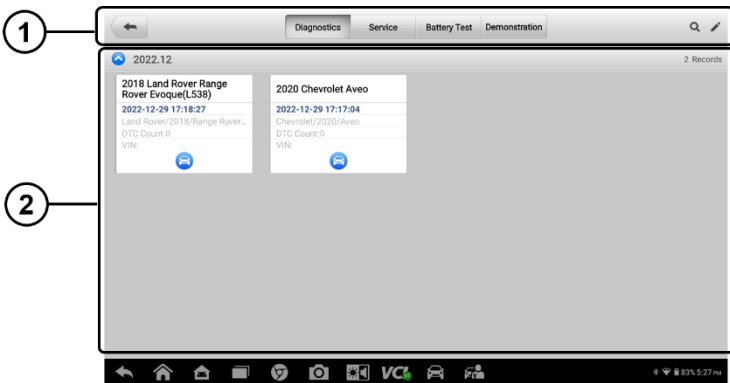 1
Diagnostics Service Battery Test Demonstration
2022.12 2 Records
2018 Land Rover Range
Rover Evoque(L538)
2022-12-29 17:18:27
Land Rover/2018/Range Rover...
DTC Count:0
VIN:
2020 Chevrolet Aveo
2022-12-29 17:17:04
Chevrolet/2020/Aveo
DTC Count:0
VIN:
2
VCI 83% 5:27 PM